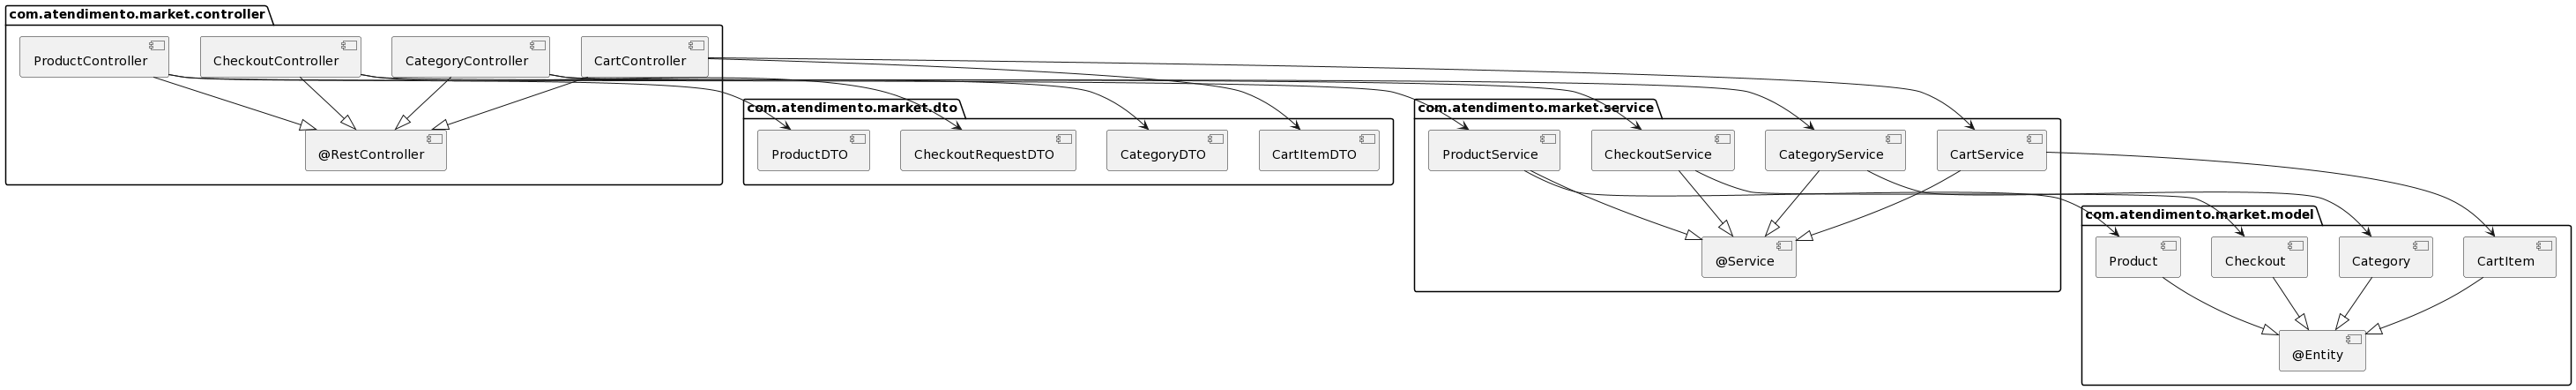 com.atendimento.market.controller
ProductController
CheckoutController
CategoryController
CartController
@RestController
com.atendimento.market.dto
ProductDTO
CheckoutRequestDTO
CategoryDTO
CartItemDTO
com.atendimento.market.service
ProductService
CheckoutService
CategoryService
CartService
@Service
com.atendimento.market.model
Product
Checkout
Category
CartItem
@Entity